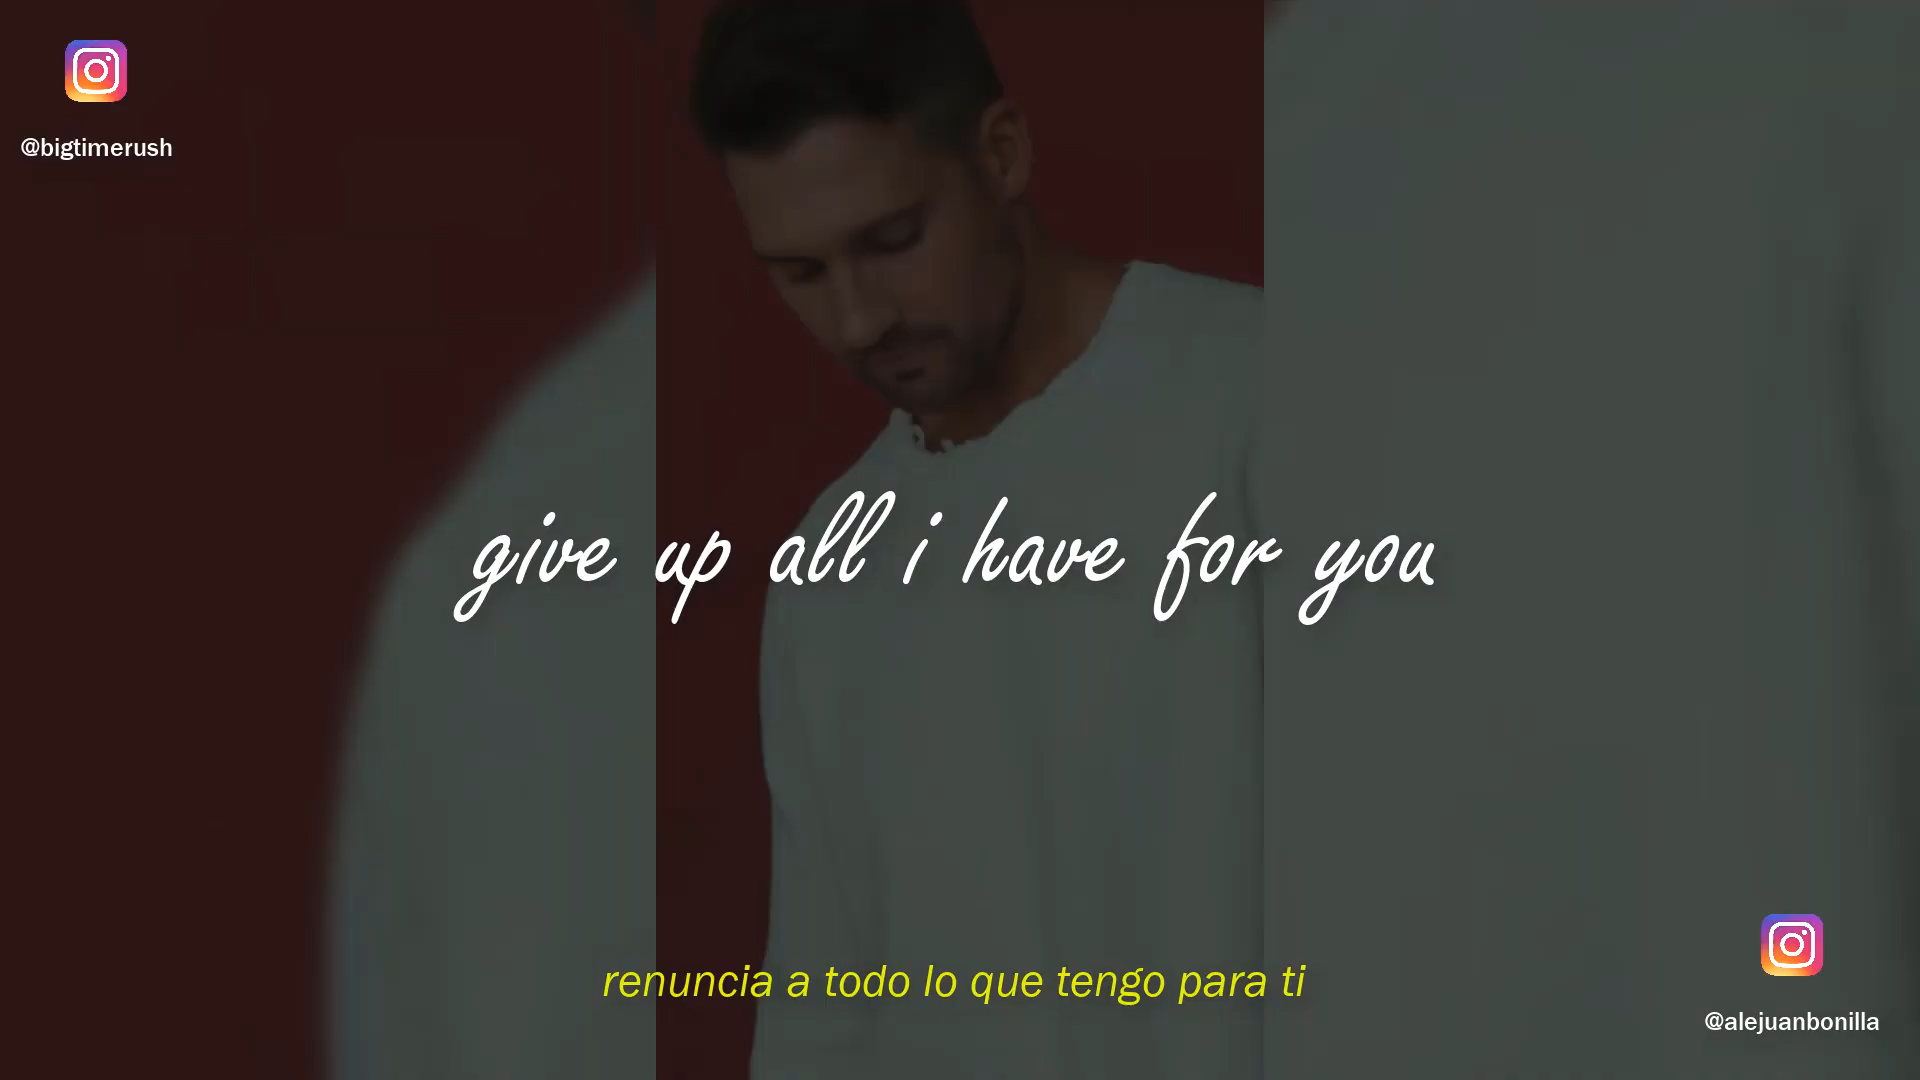 @bigtimerush
give up all i have for you
renuncia a todo lo que tengo para ti
@alejuanbonilla